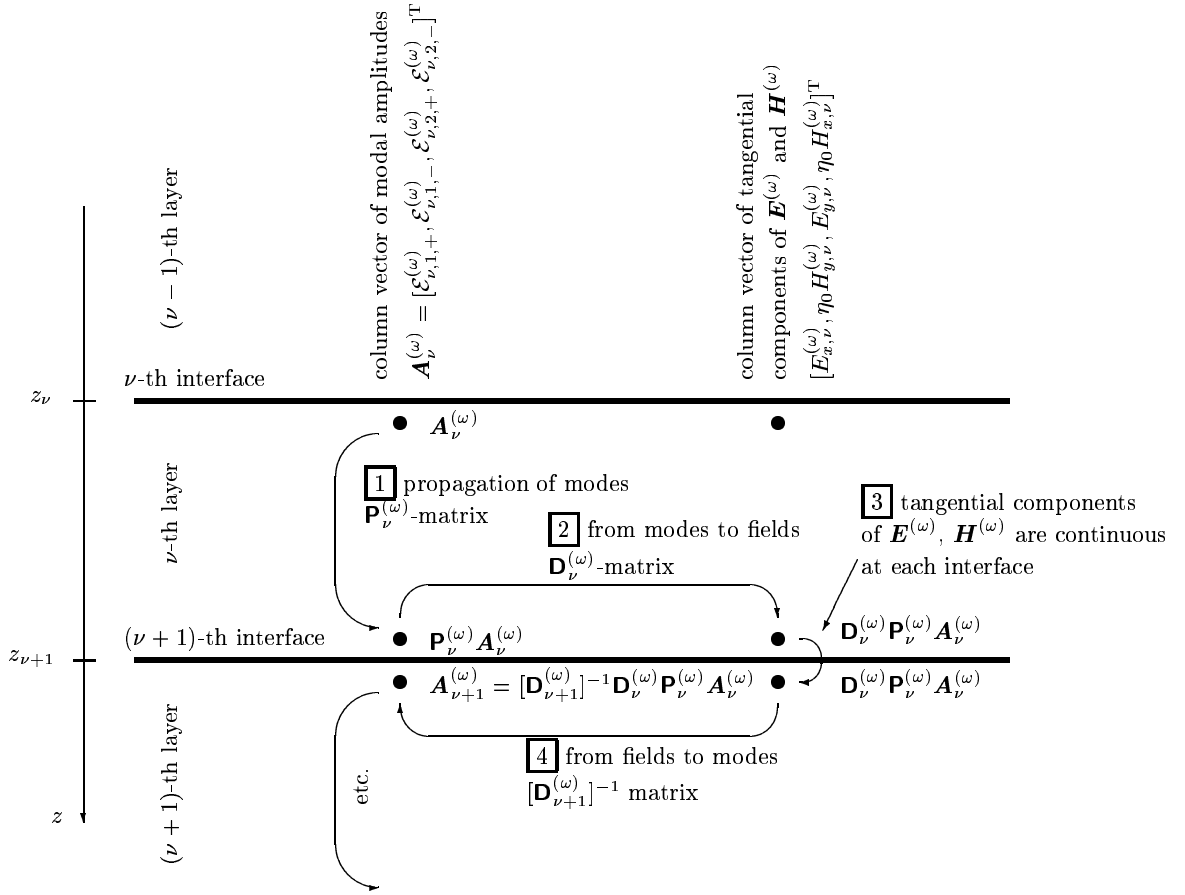 column vector of modal amplitudes
𝑨_ν^(ω) = [ℰ_{ν,1,+}^(ω), ℰ_{ν,1,−}^(ω), ℰ_{ν,2,+}^(ω), ℰ_{ν,2,−}^(ω)]^T
column vector of tangential
components of 𝑬^(ω) and 𝑯^(ω)
[E_{x,ν}^(ω), η₀H_{y,ν}^(ω), E_{y,ν}^(ω), η₀H_{x,ν}^(ω)]^T
(ν − 1)-th layer
ν-th interface
z_ν
𝑨_ν^(ω)
ν-th layer
1 propagation of modes
𝗣_ν^(ω)-matrix
2 from modes to fields
𝗗_ν^(ω)-matrix
3 tangential components
of 𝑬^(ω), 𝑯^(ω) are continuous
at each interface
(ν + 1)-th interface
𝗣_ν^(ω)𝑨_ν^(ω)
𝗗_ν^(ω)𝗣_ν^(ω)𝑨_ν^(ω)
z_{ν+1}
𝑨_{ν+1}^(ω) = [𝗗_{ν+1}^(ω)]^{−1}𝗗_ν^(ω)𝗣_ν^(ω)𝑨_ν^(ω)
𝗗_ν^(ω)𝗣_ν^(ω)𝑨_ν^(ω)
(ν + 1)-th layer
etc.
4 from fields to modes
[𝗗_{ν+1}^(ω)]^{−1} matrix
z